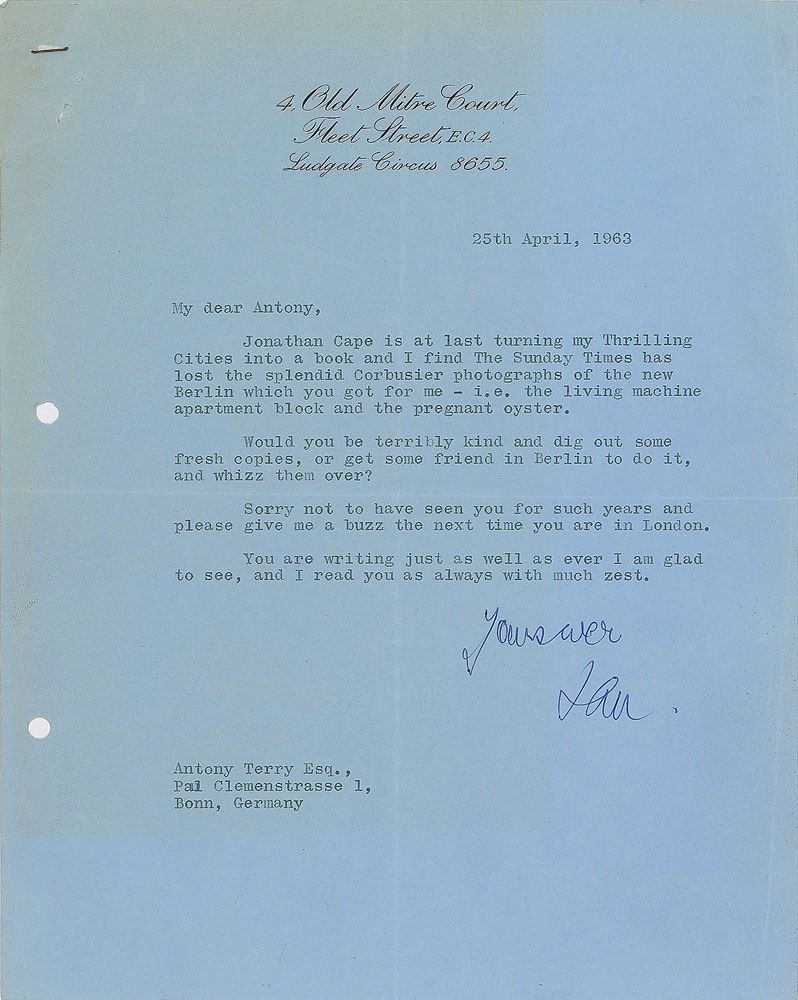 4, Old Mitre Court,
Fleet Street, E.C.4.
Ludgate Circus 8655.
25th April, 1963
My dear Antony,
Jonathan Cape is at last turning my Thrilling
Cities into a book and I find The Sunday Times has
lost the splendid Corbusier photographs of the new
Berlin which you got for me - i.e. the living machine
apartment block and the pregnant oyster.
Would you be terribly kind and dig out some
fresh copies, or get some friend in Berlin to do it,
and whizz them over?
Sorry not to have seen you for such years and
please give me a buzz the next time you are in London.
You are writing just as well as ever I am glad
to see, and I read you as always with much zest.
Yours ever
Ian.
Antony Terry Esq.,
Pal Clemenstrasse 1,
Bonn, Germany